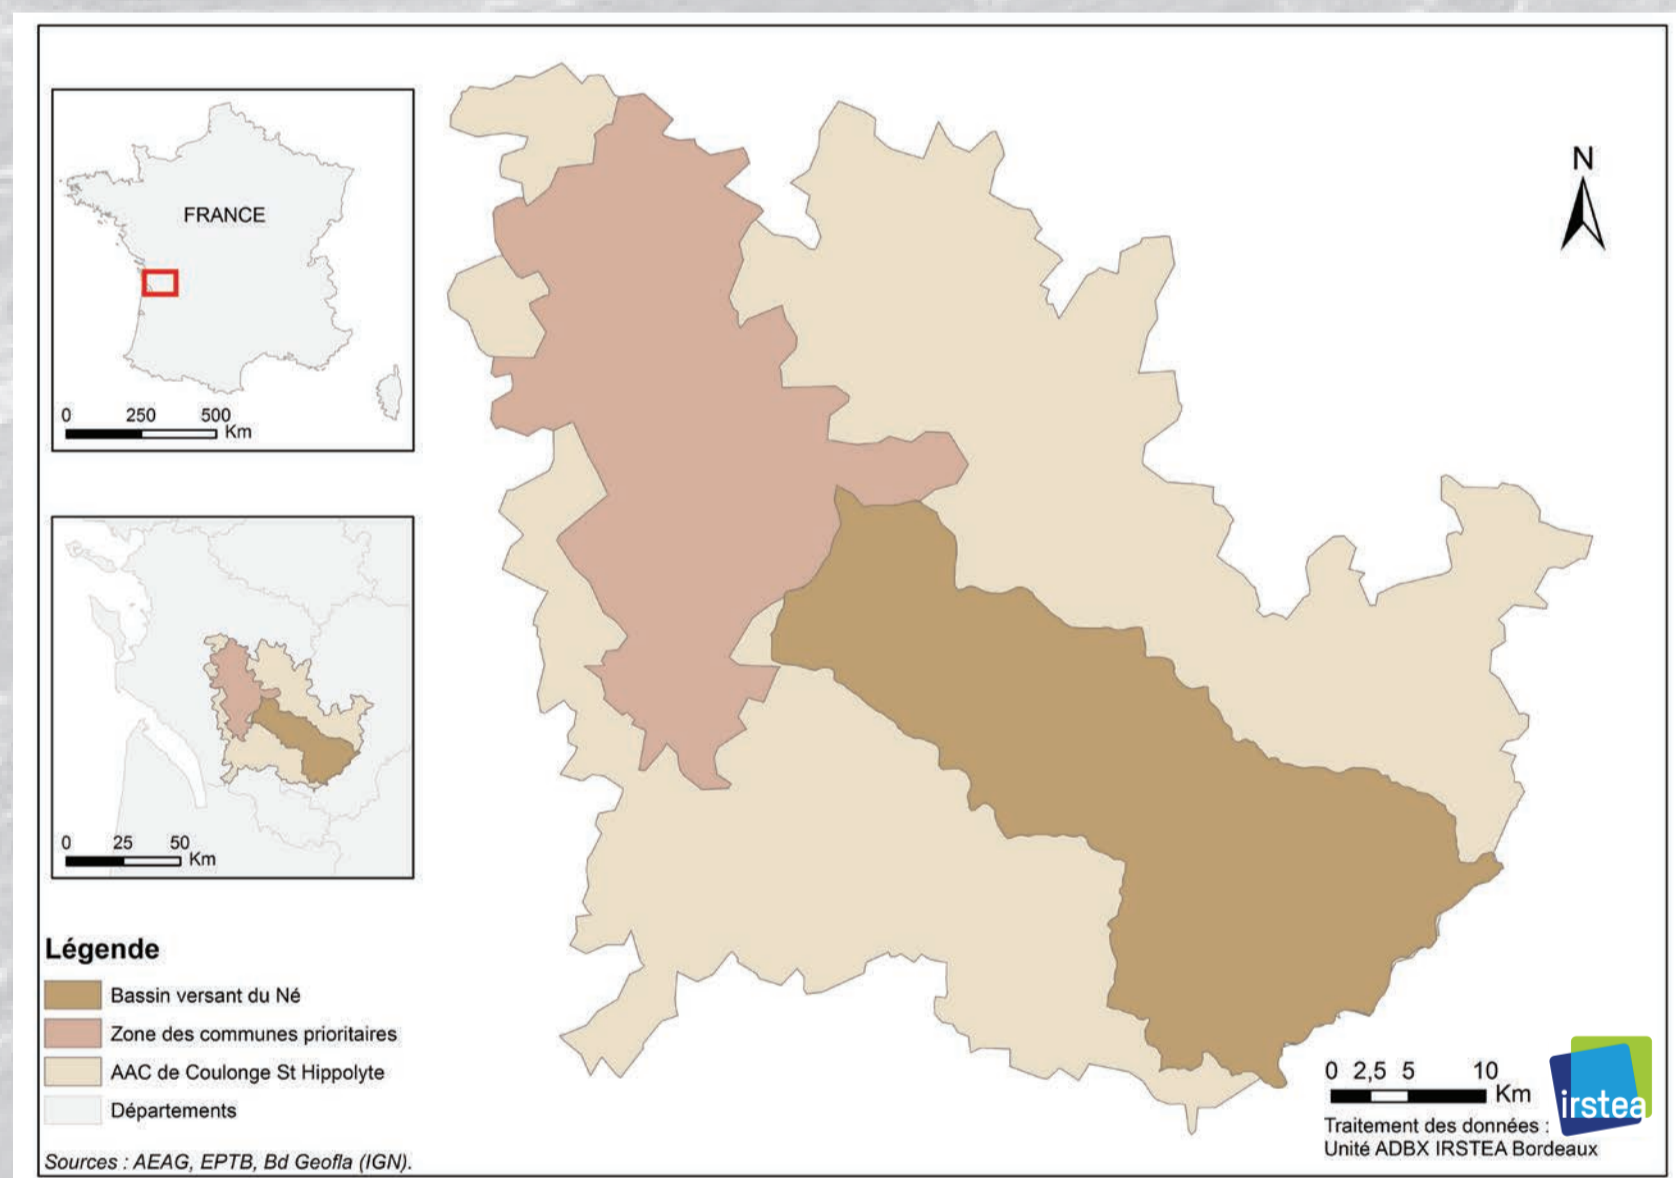 FRANCE
0 250 500
Km
N
0 25 50
Km
Légende
Bassin versant du Né
Zone des communes prioritaires
AAC de Coulonge St Hippolyte
Départements
Sources : AEAG, EPTB, Bd Geofla (IGN).
0 2,5 5 10
Km
Traitement des données :
Unité ADBX IRSTEA Bordeaux
irstea